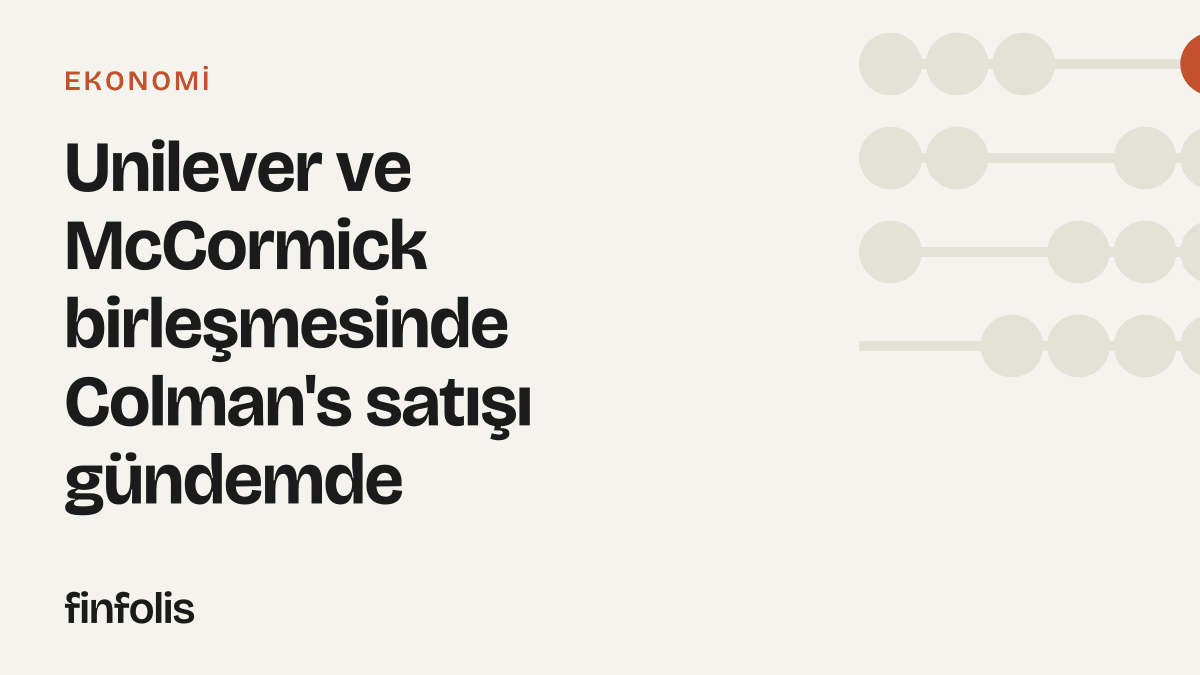 EKONOMİ
Unilever ve
McCormick
birleşmesinde
Colman's satışı
gündemde
finfolis